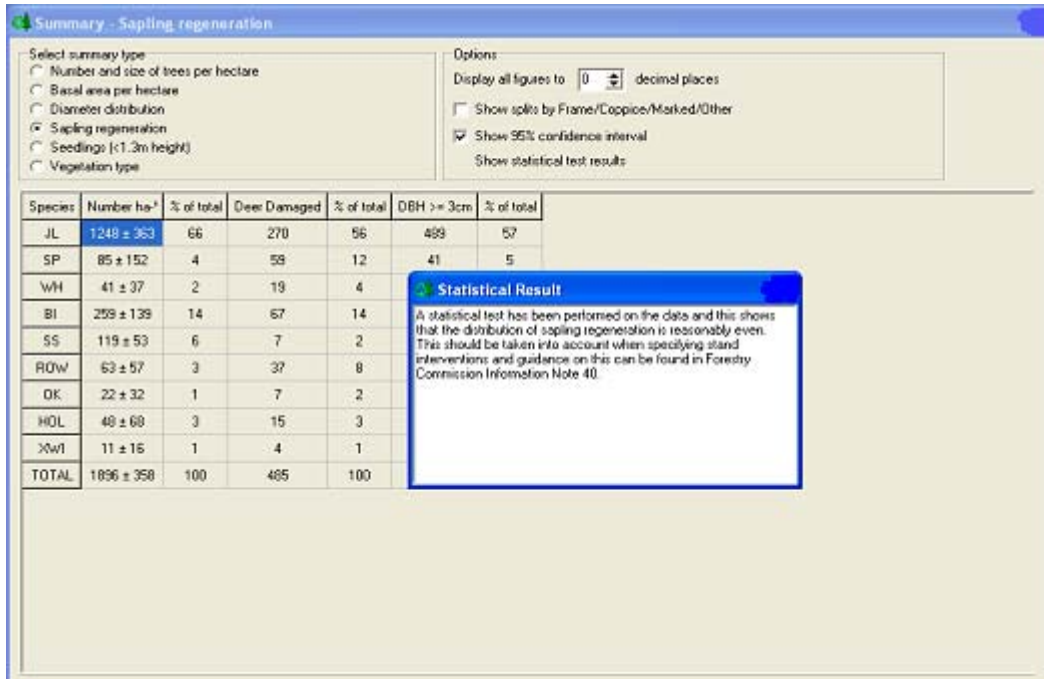 Summary - Sapling regeneration
Select summary type
Number and size of trees per hectare
Basal area per hectare
Diameter distribution
Sapling regeneration
Seedlings (<1.3m height)
Vegetation type
Options
Display all figures to 0 decimal places
Show splits by Frame/Coppice/Marked/Other
Show 95% confidence interval
Show statistical test results
Species Number ha-¹ % of total Deer Damaged % of total DBH >= 3cm % of total
JL 1248 ± 363 66 270 56 489 57
SP 85 ± 152 4 59 12 41 5
WH 41 ± 37 2 19 4
BI 259 ± 139 14 67 14
SS 119 ± 53 6 7 2
ROW 63 ± 57 3 37 8
OK 22 ± 32 1 7 2
HOL 48 ± 68 3 15 3
Xw1 11 ± 16 1 4 1
TOTAL 1896 ± 358 100 485 100
Statistical Result
A statistical test has been performed on the data and this shows
that the distribution of sapling regeneration is reasonably even.
This should be taken into account when specifying stand
interventions and guidance on this can be found in Forestry
Commission Information Note 40.